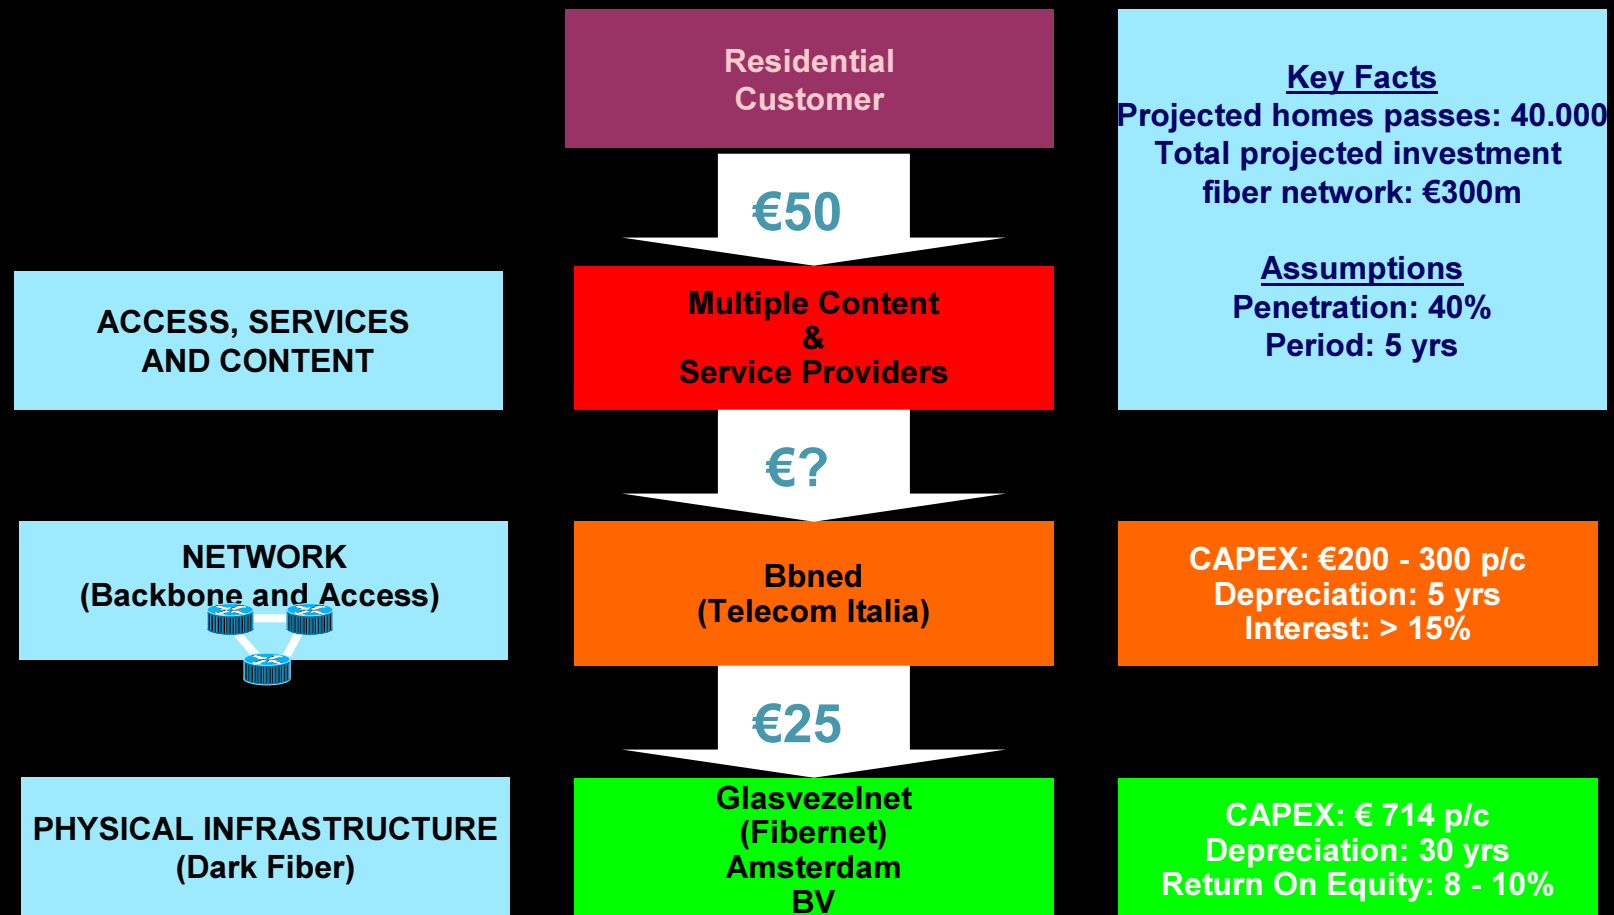 Residential
Customer
Key Facts
Projected homes passes: 40.000
Total projected investment
fiber network: €300m
Assumptions
Penetration: 40%
Period: 5 yrs
€50
ACCESS, SERVICES
AND CONTENT
Multiple Content
&
Service Providers
€?
NETWORK
(Backbone and Access)
Bbned
(Telecom Italia)
CAPEX: €200 - 300 p/c
Depreciation: 5 yrs
Interest: > 15%
€25
PHYSICAL INFRASTRUCTURE
(Dark Fiber)
Glasvezelnet
(Fibernet)
Amsterdam
BV
CAPEX: € 714 p/c
Depreciation: 30 yrs
Return On Equity: 8 - 10%